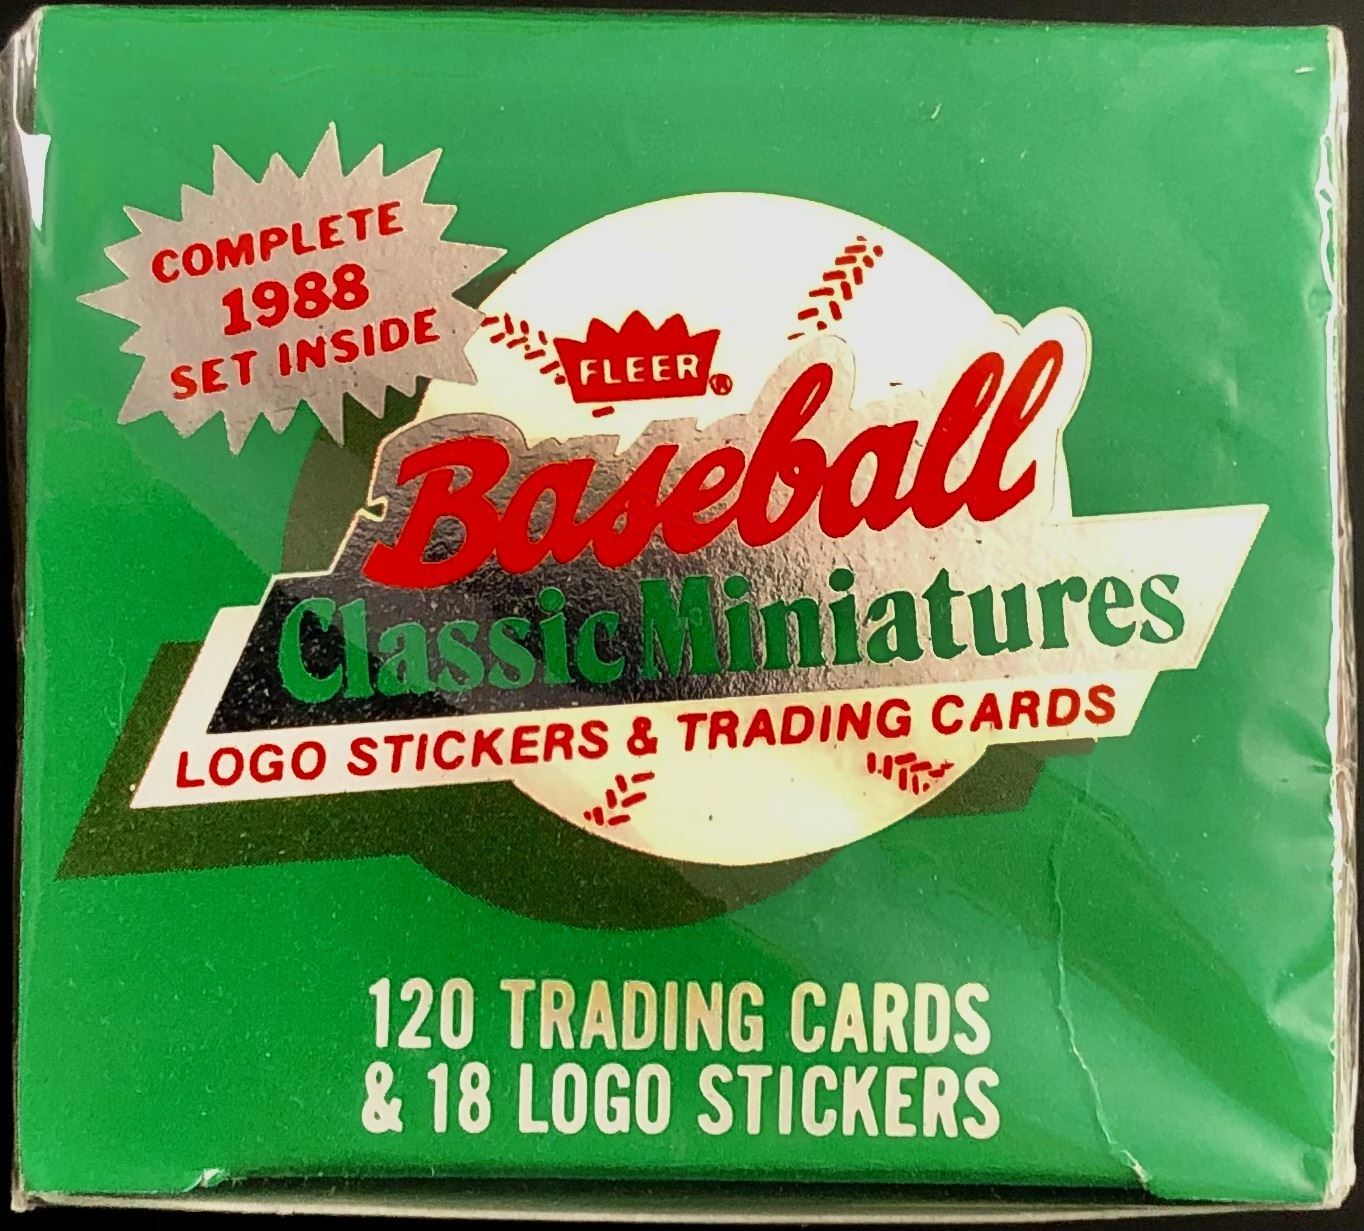 COMPLETE
1988
SET INSIDE
FLEER®
Baseball
Classic Miniatures
LOGO STICKERS & TRADING CARDS
120 TRADING CARDS
& 18 LOGO STICKERS